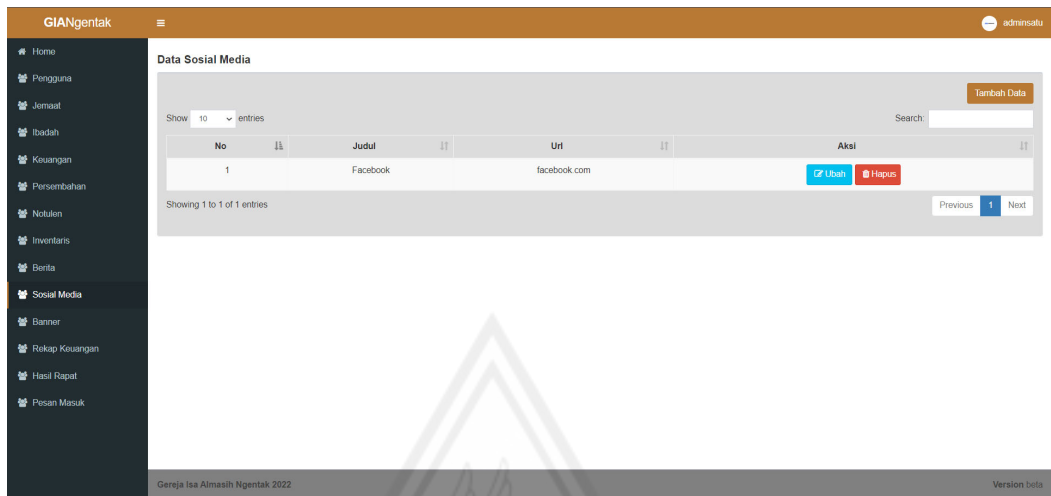 GIANgentak
adminsatu
Home
Pengguna
Jemaat
Ibadah
Keuangan
Persembahan
Notulen
Inventaris
Berita
Sosial Media
Banner
Rekap Keuangan
Hasil Rapat
Pesan Masuk
Data Sosial Media
Tambah Data
Show 10 entries Search:
No Judul Url Aksi
1 Facebook facebook.com Ubah Hapus
Showing 1 to 1 of 1 entries Previous 1 Next
Gereja Isa Almasih Ngentak 2022 Version beta